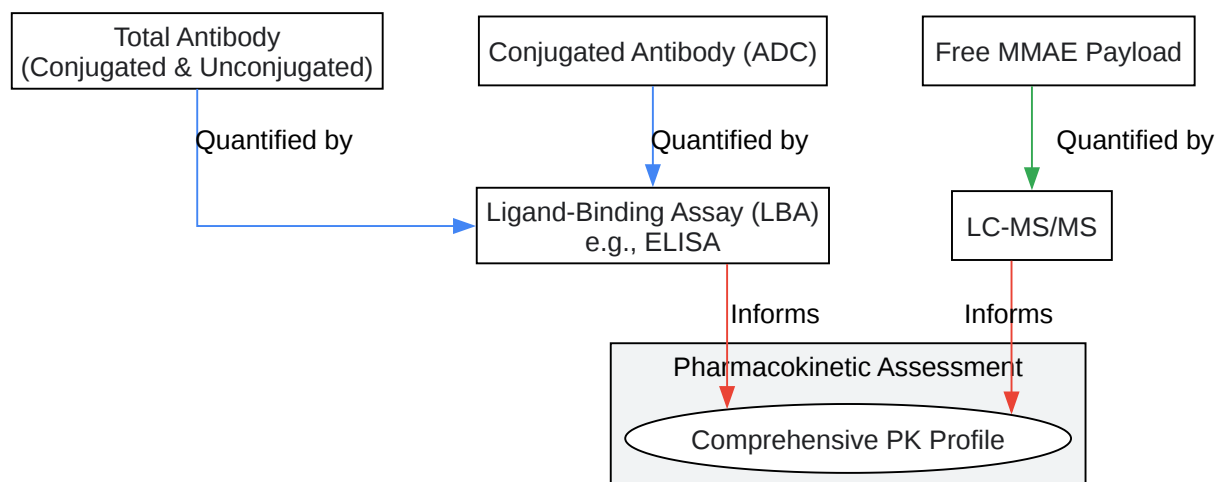 Total Antibody
(Conjugated & Unconjugated)
Conjugated Antibody (ADC)
Free MMAE Payload
Quantified by
Quantified by
Quantified by
Ligand-Binding Assay (LBA)
e.g., ELISA
LC-MS/MS
Informs
Informs
Pharmacokinetic Assessment
Comprehensive PK Profile